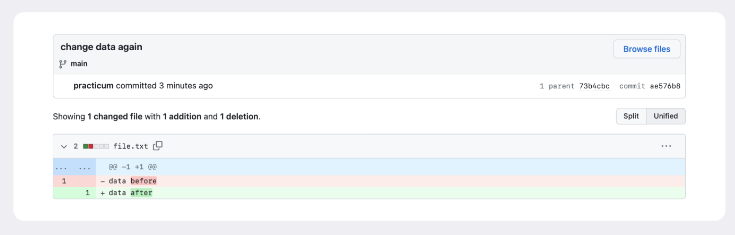 change data again
Browse files
main
practicum committed 3 minutes ago
1 parent 73b4cbc commit ae576b8
Showing 1 changed file with 1 addition and 1 deletion.
Split Unified
2 file.txt
... ... @@ -1 +1 @@
1 - data before
1 + data after